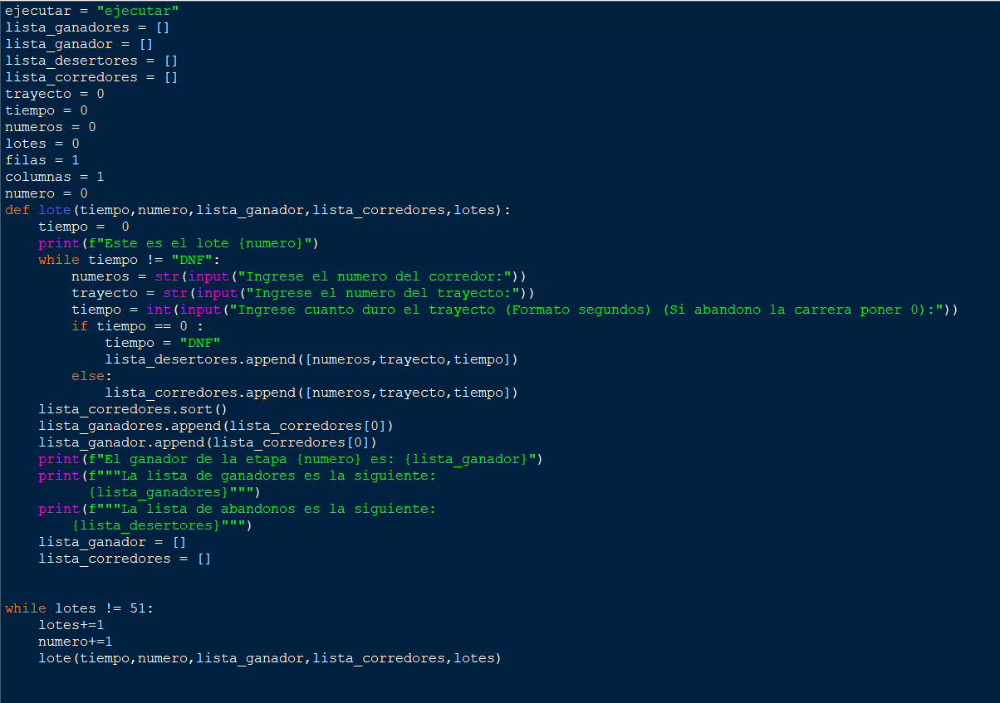 ejecutar = "ejecutar"
lista_ganadores = []
lista_ganador = []
lista_desertores = []
lista_corredores = []
trayecto = 0
tiempo = 0
numeros = 0
lotes = 0
filas = 1
columnas = 1
numero = 0
def lote(tiempo,numero,lista_ganador,lista_corredores,lotes):
    tiempo =  0
    print(f"Este es el lote {numero}")
    while tiempo != "DNF":
        numeros = str(input("Ingrese el numero del corredor:"))
        trayecto = str(input("Ingrese el numero del trayecto:"))
        tiempo = int(input("Ingrese cuanto duro el trayecto (Formato segundos) (Si abandono la carrera poner 0):"))
        if tiempo == 0 :
            tiempo = "DNF"
            lista_desertores.append([numeros,trayecto,tiempo])
        else:
            lista_corredores.append([numeros,trayecto,tiempo])
    lista_corredores.sort()
    lista_ganadores.append(lista_corredores[0])
    lista_ganador.append(lista_corredores[0])
    print(f"El ganador de la etapa {numero} es: {lista_ganador}")
    print(f"""La lista de ganadores es la siguiente:
          {lista_ganadores}""")
    print(f"""La lista de abandonos es la siguiente:
        {lista_desertores}""")
    lista_ganador = []
    lista_corredores = []
while lotes != 51:
    lotes+=1
    numero+=1
    lote(tiempo,numero,lista_ganador,lista_corredores,lotes)